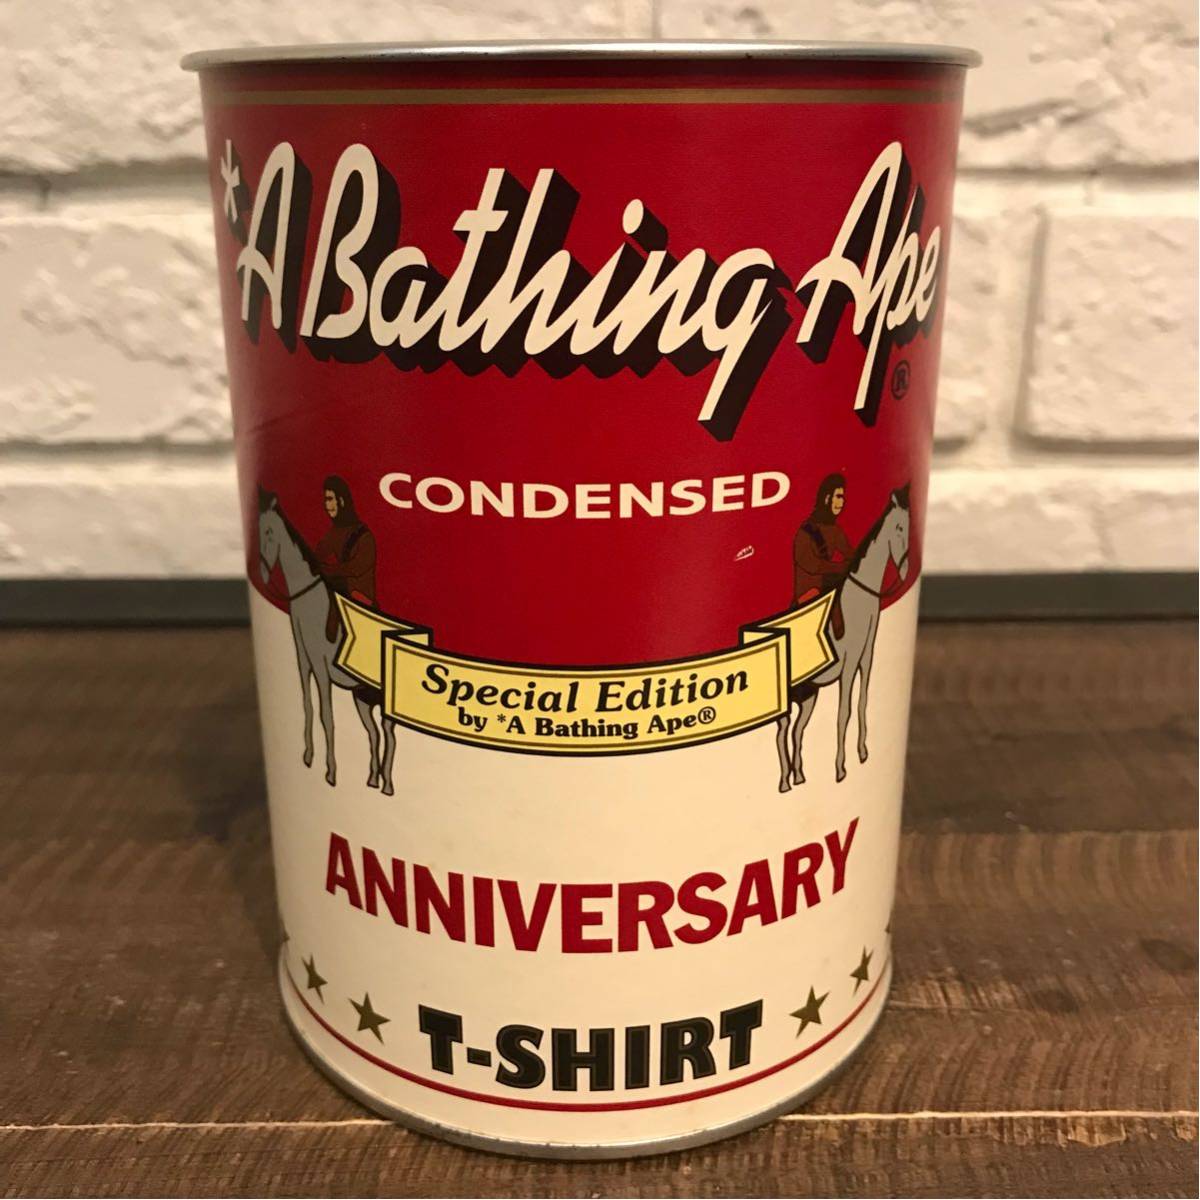 *A Bathing Ape
®
CONDENSED
Special Edition
by *A Bathing Ape®
ANNIVERSARY
T-SHIRT